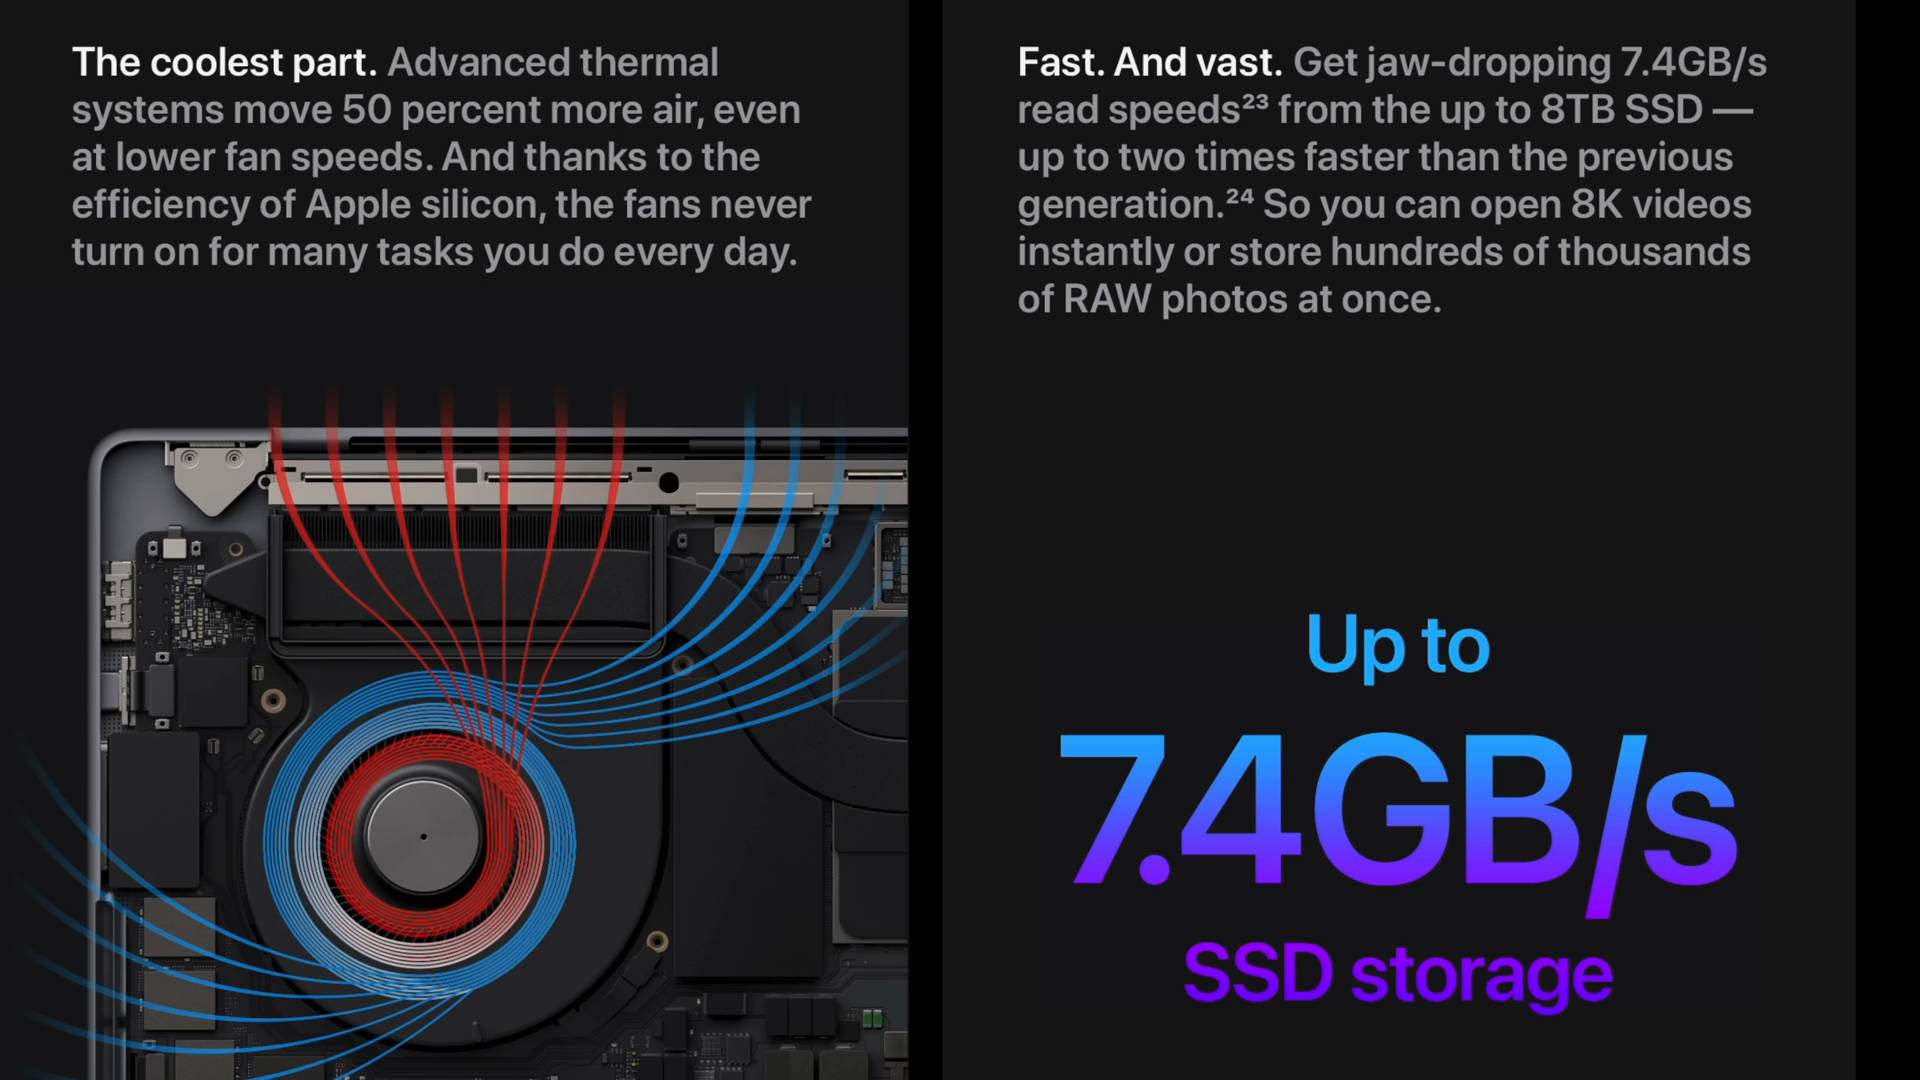 The coolest part. Advanced thermal
systems move 50 percent more air, even
at lower fan speeds. And thanks to the
efficiency of Apple silicon, the fans never
turn on for many tasks you do every day.
Fast. And vast. Get jaw-dropping 7.4GB/s
read speeds²³ from the up to 8TB SSD —
up to two times faster than the previous
generation.²⁴ So you can open 8K videos
instantly or store hundreds of thousands
of RAW photos at once.
Up to
7.4GB/s
SSD storage